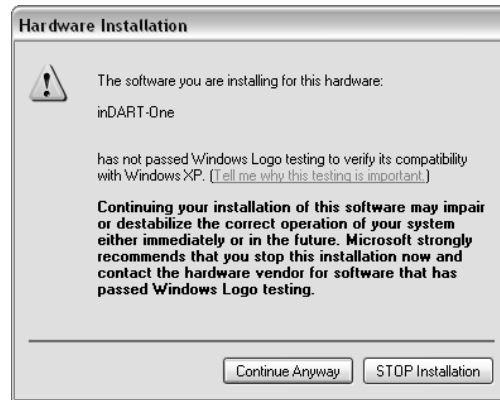 Hardware Installation
The software you are installing for this hardware:
inDART-One
has not passed Windows Logo testing to verify its compatibility
with Windows XP. (Tell me why this testing is important.)
Continuing your installation of this software may impair
or destabilize the correct operation of your system
either immediately or in the future. Microsoft strongly
recommends that you stop this installation now and
contact the hardware vendor for software that has
passed Windows Logo testing.
Continue Anyway
STOP Installation